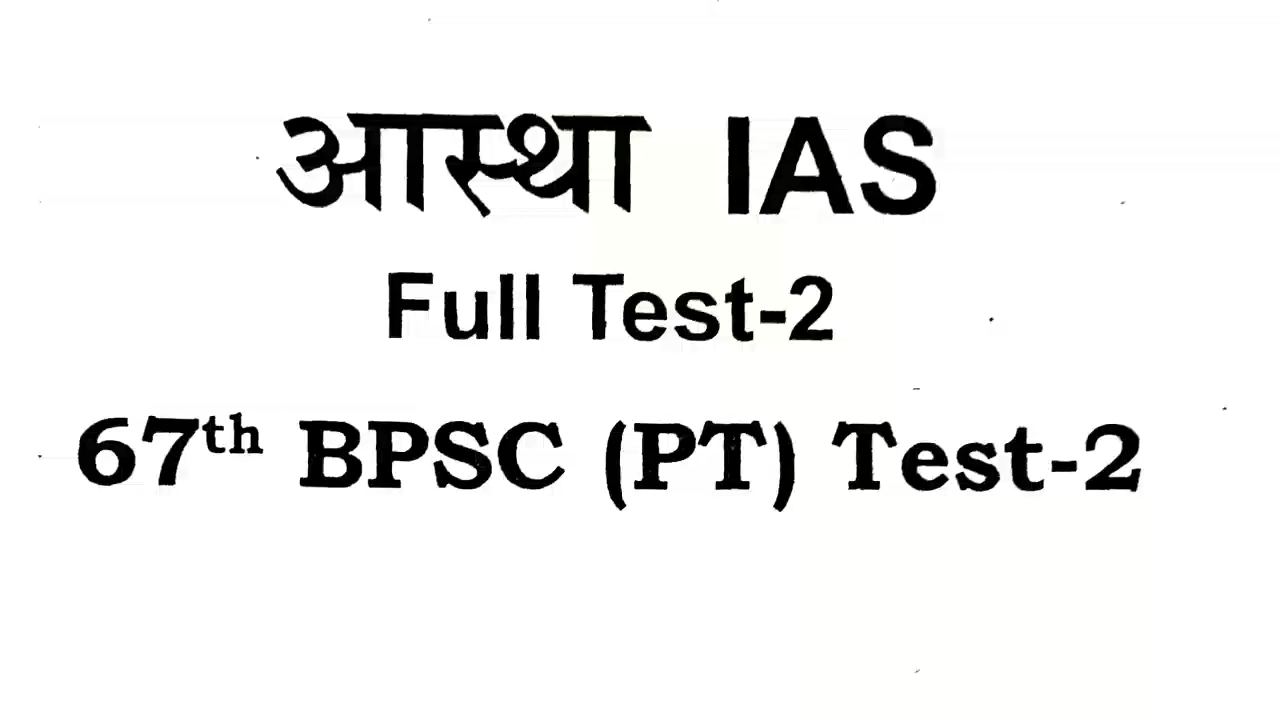 आस्था IAS
Full Test-2
67th BPSC (PT) Test-2